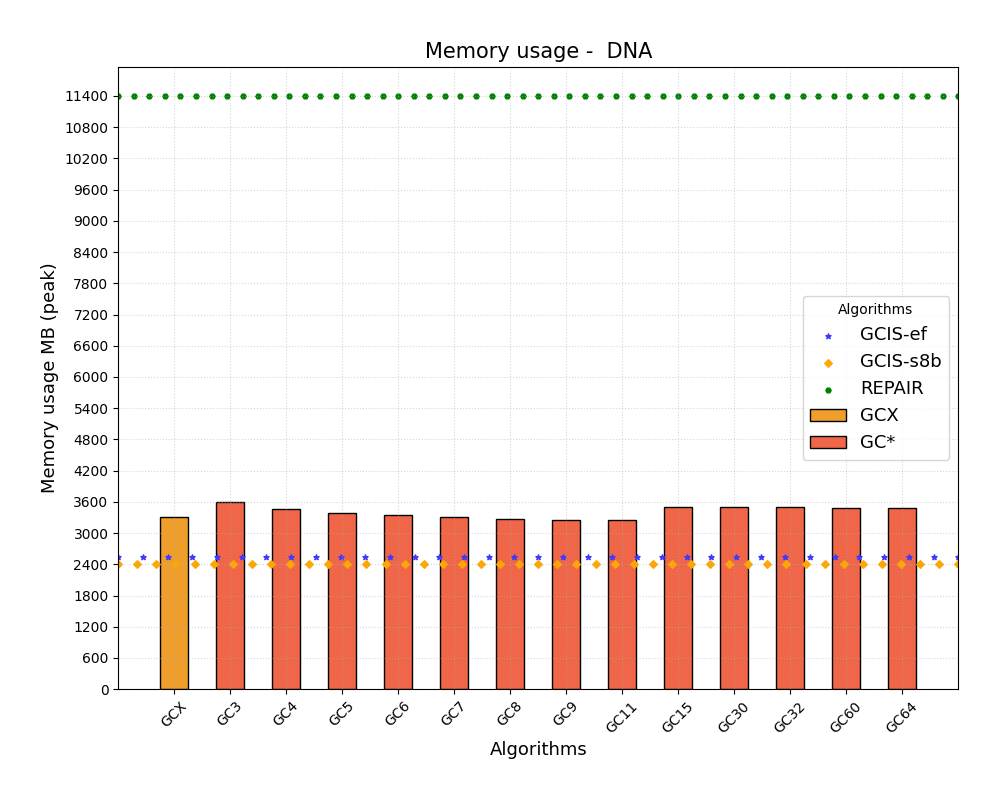 Memory usage -  DNA
Memory usage MB (peak)
11400
10800
10200
9600
9000
8400
7800
7200
6600
6000
5400
4800
4200
3600
3000
2400
1800
1200
600
0
Algorithms
GCIS-ef
GCIS-s8b
REPAIR
GCX
GC*
GCX
GC3
GC4
GC5
GC6
GC7
GC8
GC9
GC11
GC15
GC30
GC32
GC60
GC64
Algorithms